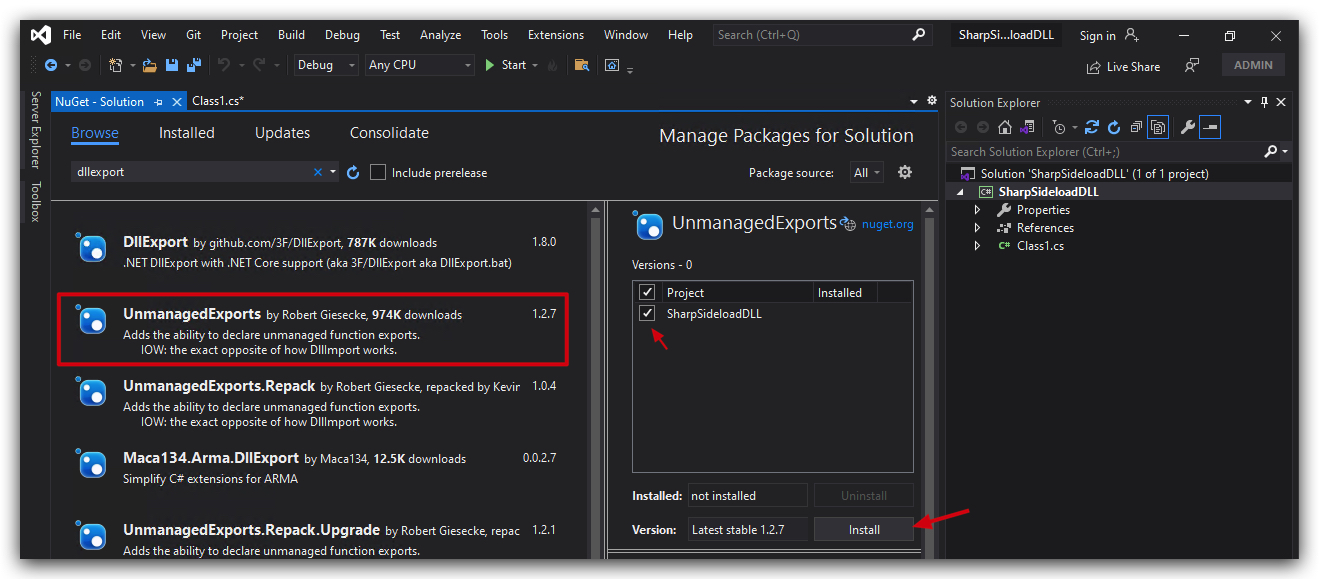 File Edit View Git Project Build Debug Test Analyze Tools Extensions Window Help Search (Ctrl+Q) SharpSi...loadDLL Sign in
Debug Any CPU Start Live Share ADMIN
Server Explorer
Toolbox
NuGet - Solution Class1.cs*
Browse Installed Updates Consolidate Manage Packages for Solution
dllexport Include prerelease Package source: All
DllExport by github.com/3F/DllExport, 787K downloads 1.8.0
.NET DllExport with .NET Core support (aka 3F/DllExport aka DllExport.bat)
UnmanagedExports by Robert Giesecke, 974K downloads 1.2.7
Adds the ability to declare unmanaged function exports.
IOW: the exact opposite of how DllImport works.
UnmanagedExports.Repack by Robert Giesecke, repacked by Kevir 1.0.4
Adds the ability to declare unmanaged function exports.
IOW: the exact opposite of how DllImport works.
Maca134.Arma.DllExport by Maca134, 12.5K downloads 0.0.2.7
Simplify C# extensions for ARMA
UnmanagedExports.Repack.Upgrade by Robert Giesecke, repac 1.2.1
Adds the ability to declare unmanaged function exports.
UnmanagedExports nuget.org
Versions - 0
Project Installed
SharpSideloadDLL
Installed: not installed Uninstall
Version: Latest stable 1.2.7 Install
Solution Explorer
Search Solution Explorer (Ctrl+;)
Solution 'SharpSideloadDLL' (1 of 1 project)
C# SharpSideloadDLL
Properties
References
C# Class1.cs